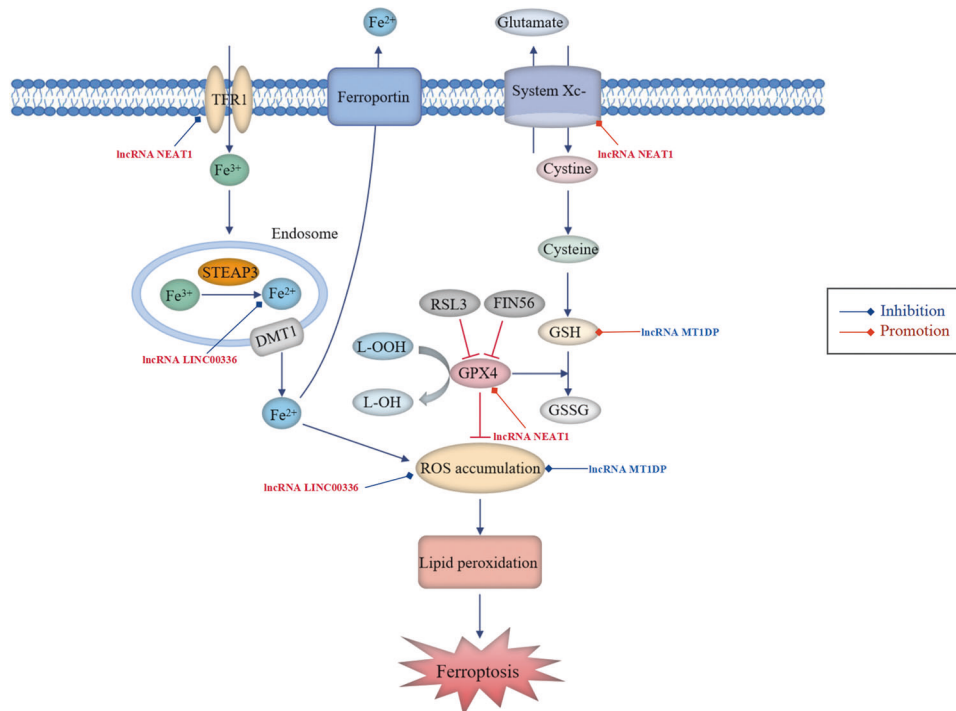 Fe2+
Glutamate
TFR1
Ferroportin
System Xc-
lncRNA NEAT1
lncRNA NEAT1
Fe3+
Cystine
Endosome
Cysteine
STEAP3
Fe3+
Fe2+
RSL3
FIN56
Inhibition
Promotion
DMT1
GSH
lncRNA MT1DP
lncRNA LINC00336
L-OOH
GPX4
L-OH
GSSG
Fe2+
lncRNA NEAT1
ROS accumulation
lncRNA MT1DP
lncRNA LINC00336
Lipid peroxidation
Ferroptosis